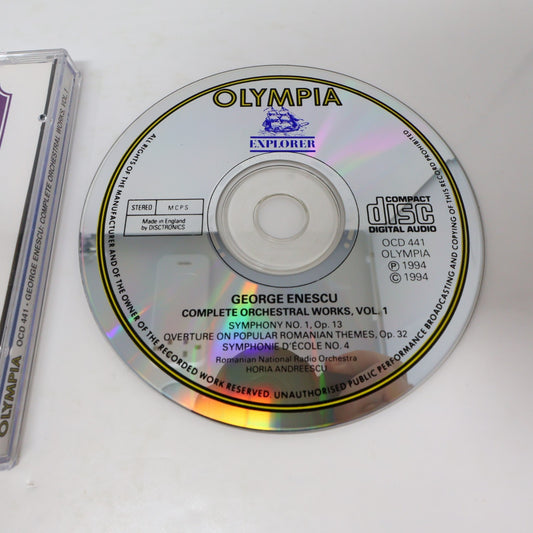 OLYMPIA
EXPLORER
STEREO MCPS
Made in England
by DISCTRONICS
COMPACT
disc
DIGITAL AUDIO
OCD 441
OLYMPIA
℗ 1994
© 1994
GEORGE ENESCU
COMPLETE ORCHESTRAL WORKS, VOL. 1
SYMPHONY NO. 1, Op. 13
OVERTURE ON POPULAR ROMANIAN THEMES, Op. 32
SYMPHONIE D'ÉCOLE NO. 4
Romanian National Radio Orchestra
HORIA ANDREESCU
ALL RIGHTS OF THE MANUFACTURER AND OF THE OWNER OF THE RECORDED WORK RESERVED. UNAUTHORISED PUBLIC PERFORMANCE BROADCASTING AND COPYING OF THIS RECORD PROHIBITED
OLYMPIA OCD 441 · GEORGE ENESCU: COMPLETE ORCHESTRAL WORKS VOL. 1